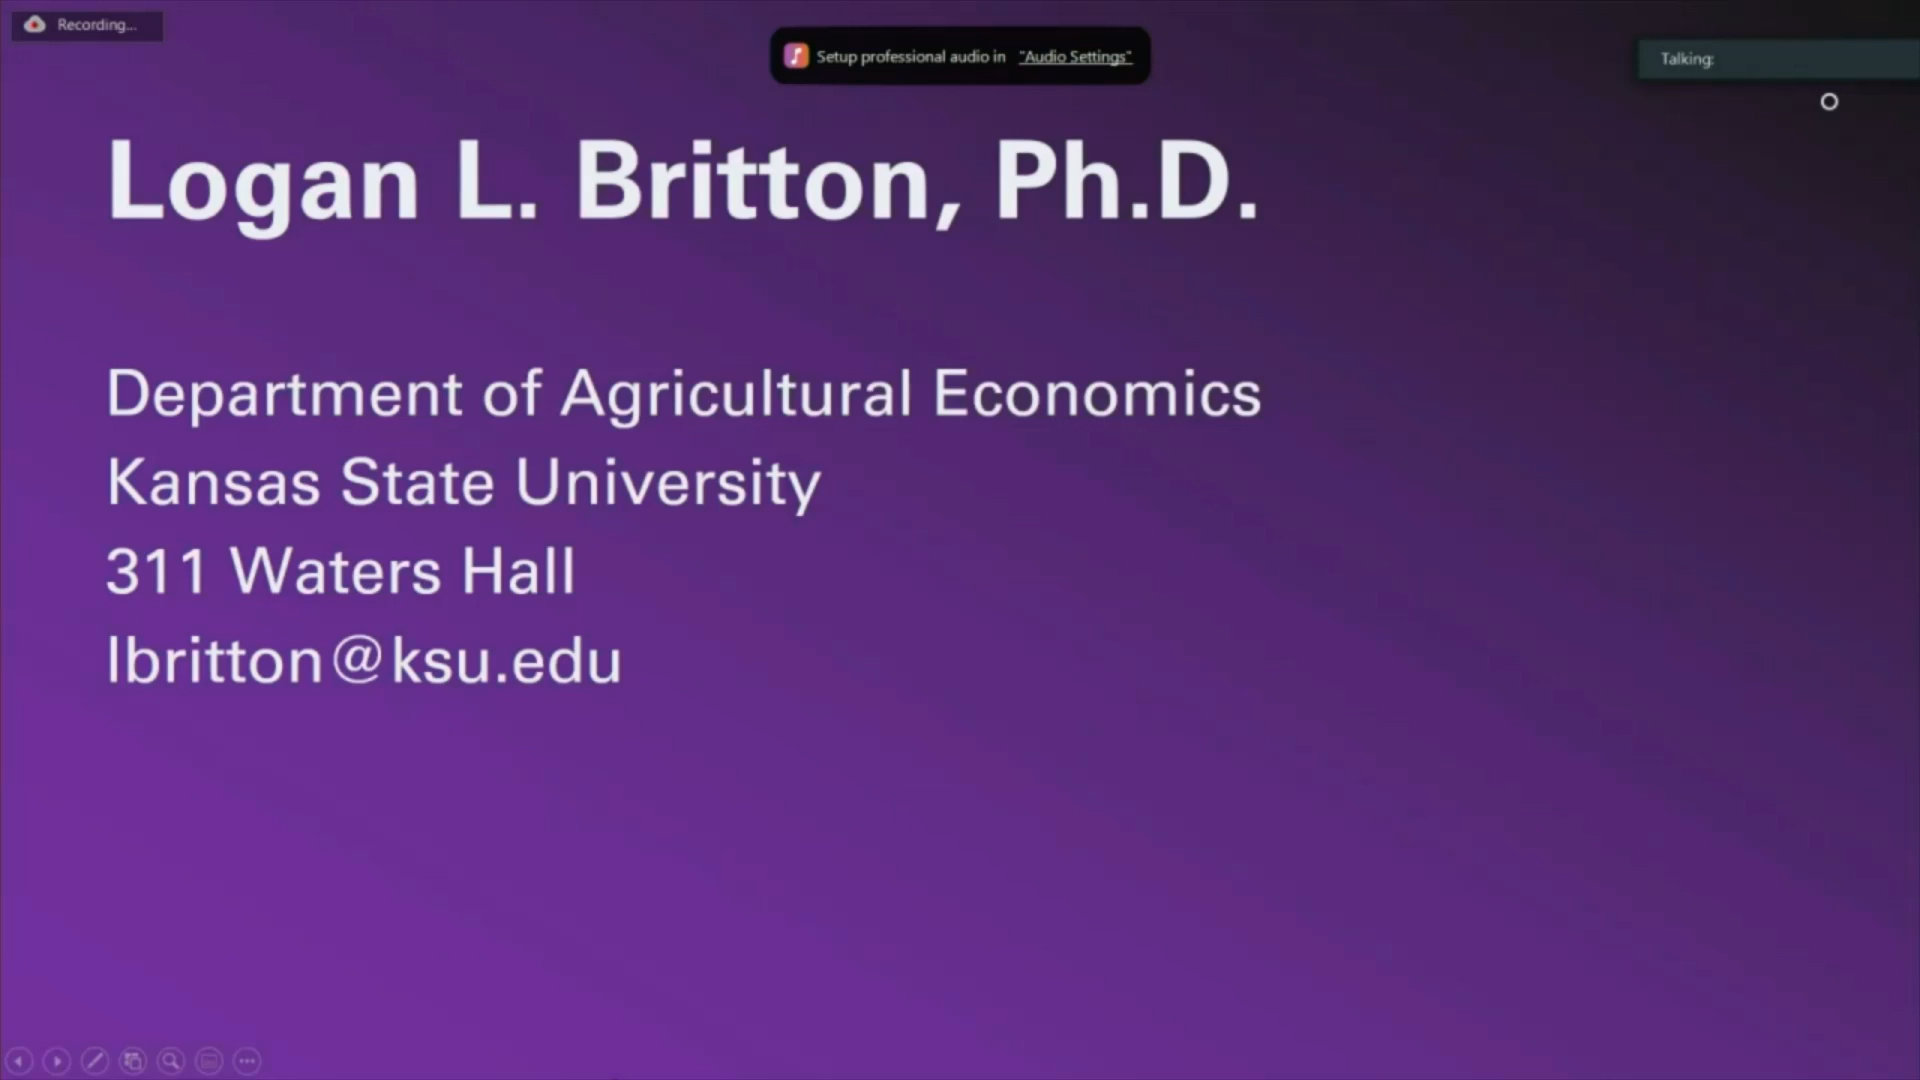 Recording...
Setup professional audio in "Audio Settings"
Talking:
Logan L. Britton, Ph.D.
Department of Agricultural Economics
Kansas State University
311 Waters Hall
lbritton@ksu.edu